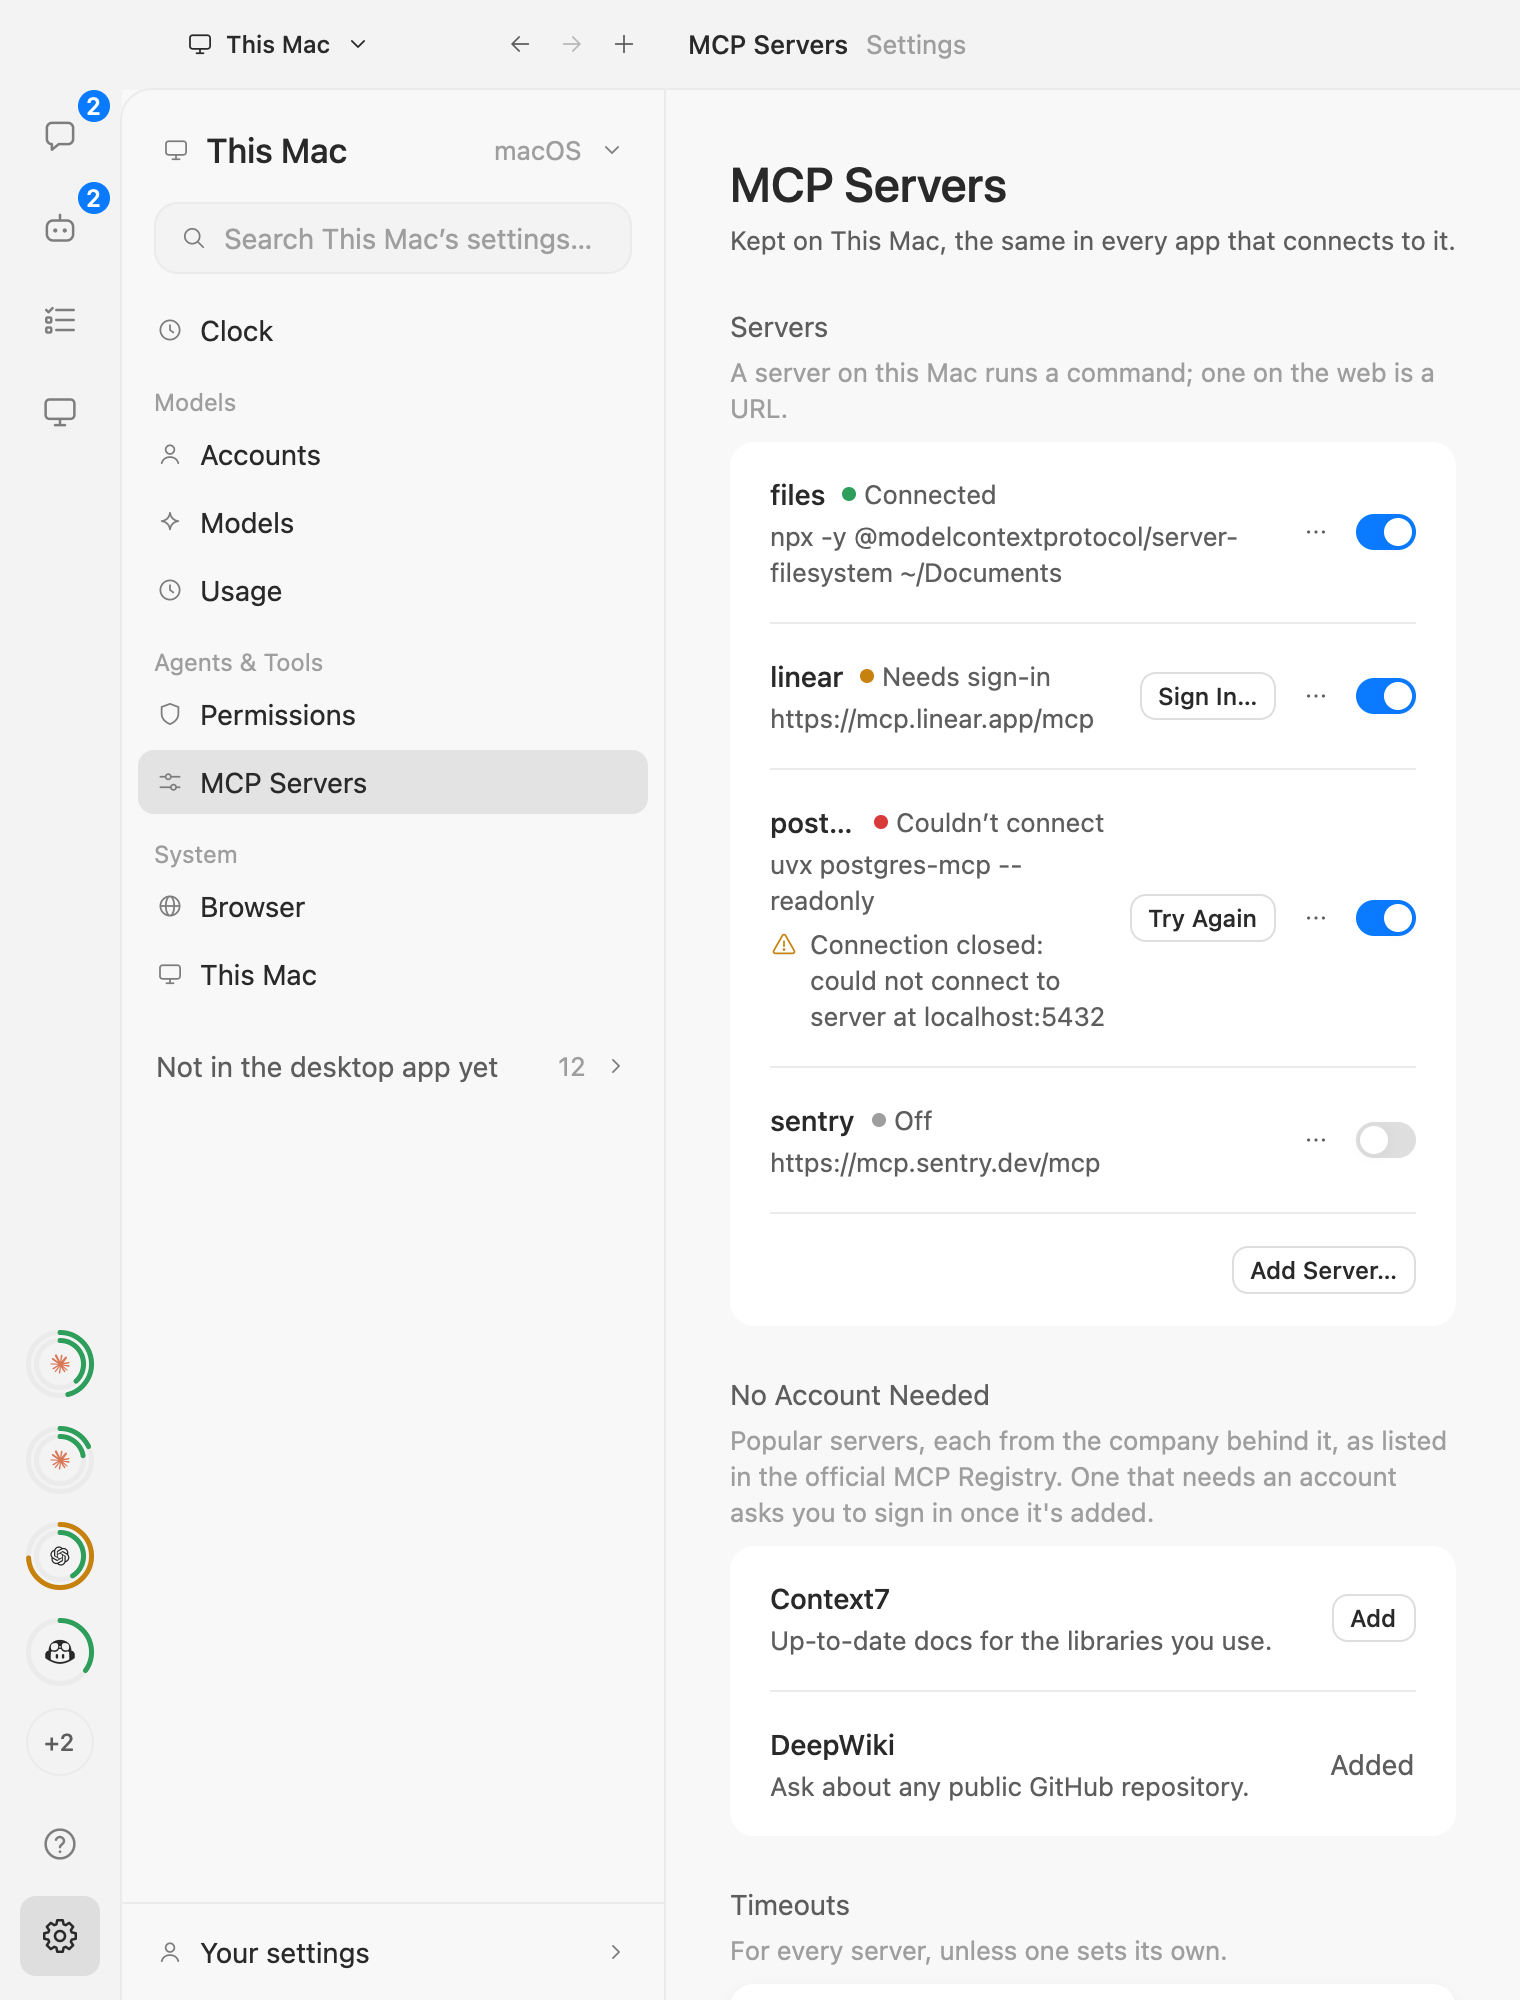 This Mac
MCP Servers Settings
2
2
This Mac macOS
Search This Mac’s settings...
Clock
Models
Accounts
Models
Usage
Agents & Tools
Permissions
MCP Servers
System
Browser
This Mac
Not in the desktop app yet 12
+2
Your settings
MCP Servers
Kept on This Mac, the same in every app that connects to it.
Servers
A server on this Mac runs a command; one on the web is a
URL.
files Connected
npx -y @modelcontextprotocol/server-
filesystem ~/Documents
linear Needs sign-in
https://mcp.linear.app/mcp
Sign In...
post... Couldn’t connect
uvx postgres-mcp --
readonly
Connection closed:
could not connect to
server at localhost:5432
Try Again
sentry Off
https://mcp.sentry.dev/mcp
Add Server...
No Account Needed
Popular servers, each from the company behind it, as listed
in the official MCP Registry. One that needs an account
asks you to sign in once it's added.
Context7
Up-to-date docs for the libraries you use.
Add
DeepWiki
Ask about any public GitHub repository.
Added
Timeouts
For every server, unless one sets its own.